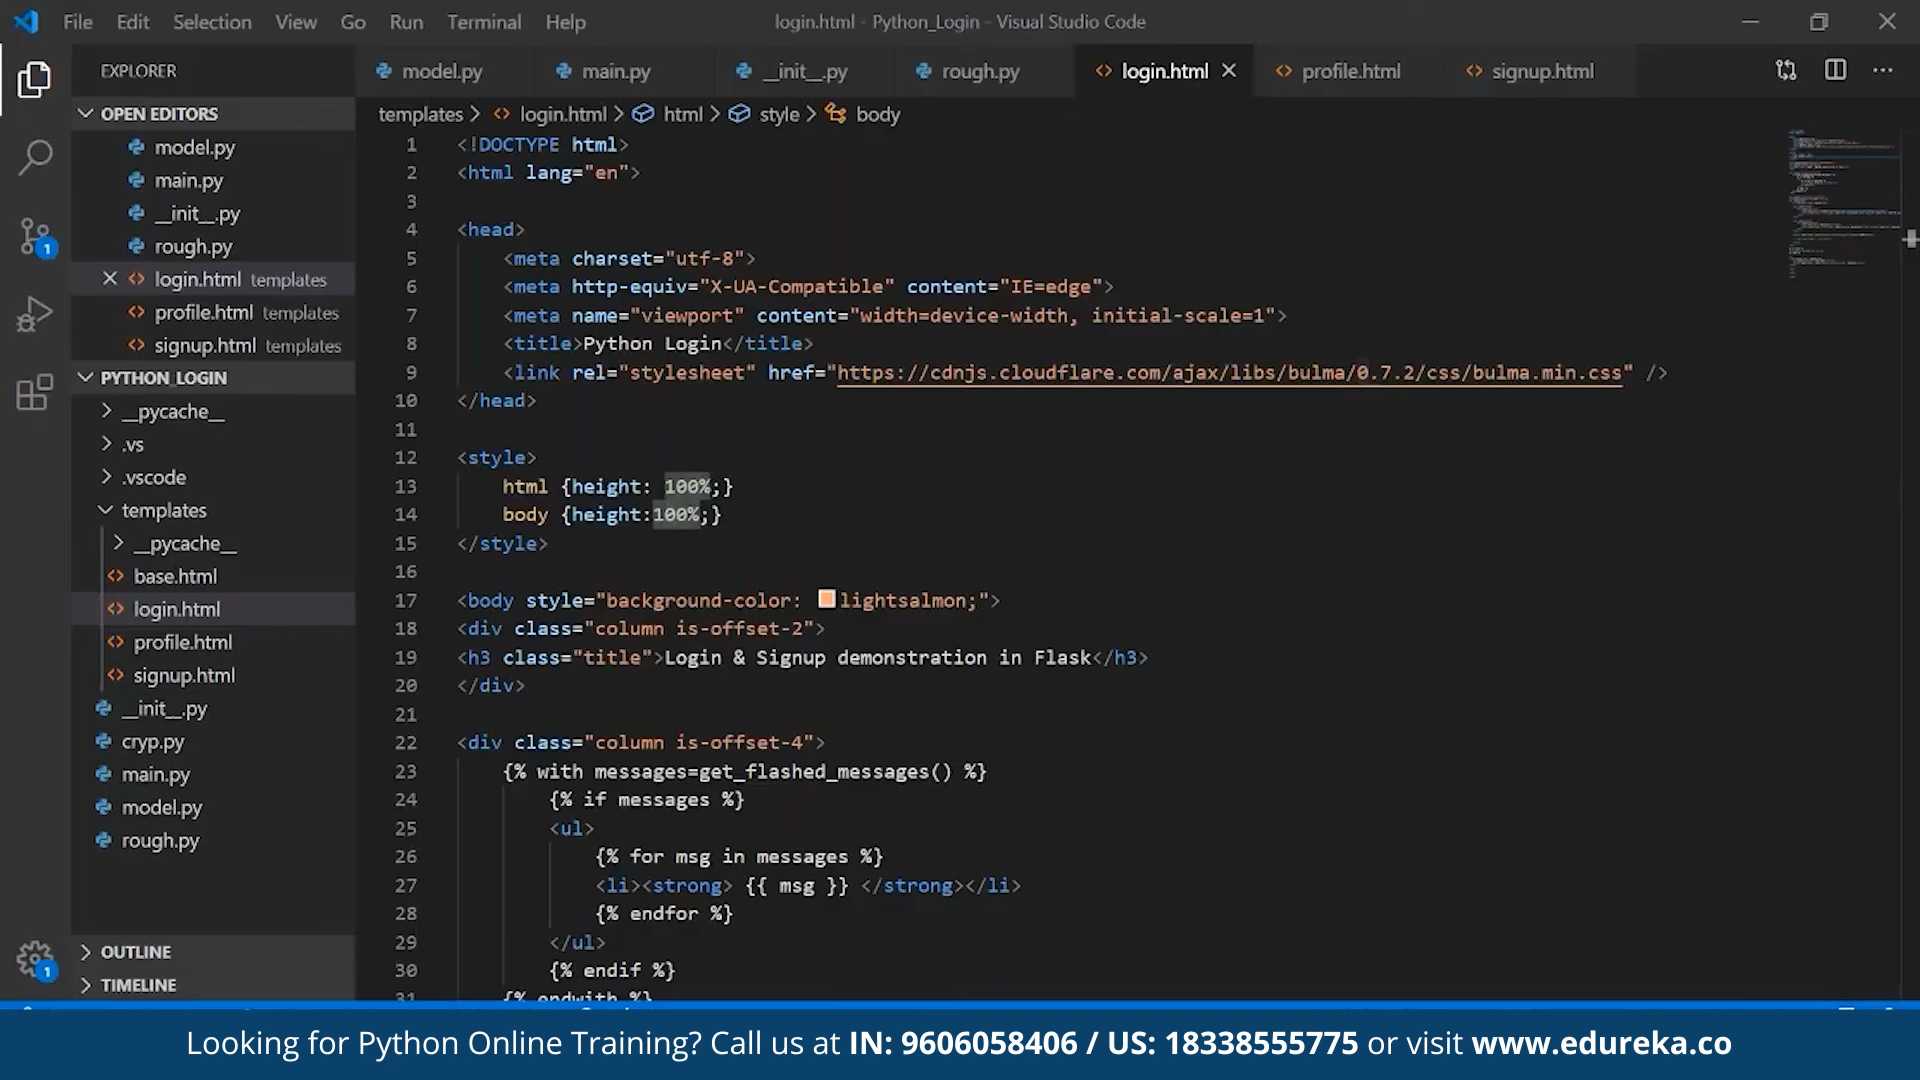 File Edit Selection View Go Run Terminal Help
login.html - Python_Login - Visual Studio Code
EXPLORER
OPEN EDITORS
model.py
main.py
__init__.py
rough.py
login.html templates
profile.html templates
signup.html templates
PYTHON_LOGIN
__pycache__
.vs
.vscode
templates
__pycache__
base.html
login.html
profile.html
signup.html
__init__.py
cryp.py
main.py
model.py
rough.py
OUTLINE
TIMELINE
1
1
model.py main.py __init__.py rough.py login.html profile.html signup.html
templates > login.html > html > style > body
1 <!DOCTYPE html>
2 <html lang="en">
3
4 <head>
5 <meta charset="utf-8">
6 <meta http-equiv="X-UA-Compatible" content="IE=edge">
7 <meta name="viewport" content="width=device-width, initial-scale=1">
8 <title>Python Login</title>
9 <link rel="stylesheet" href="https://cdnjs.cloudflare.com/ajax/libs/bulma/0.7.2/css/bulma.min.css" />
10 </head>
11
12 <style>
13 html {height: 100%;}
14 body {height:100%;}
15 </style>
16
17 <body style="background-color: lightsalmon;">
18 <div class="column is-offset-2">
19 <h3 class="title">Login & Signup demonstration in Flask</h3>
20 </div>
21
22 <div class="column is-offset-4">
23 {% with messages=get_flashed_messages() %}
24 {% if messages %}
25 <ul>
26 {% for msg in messages %}
27 <li><strong> {{ msg }} </strong></li>
28 {% endfor %}
29 </ul>
30 {% endif %}
31 {% endwith %}
Looking for Python Online Training? Call us at IN: 9606058406 / US: 18338555775 or visit www.edureka.co